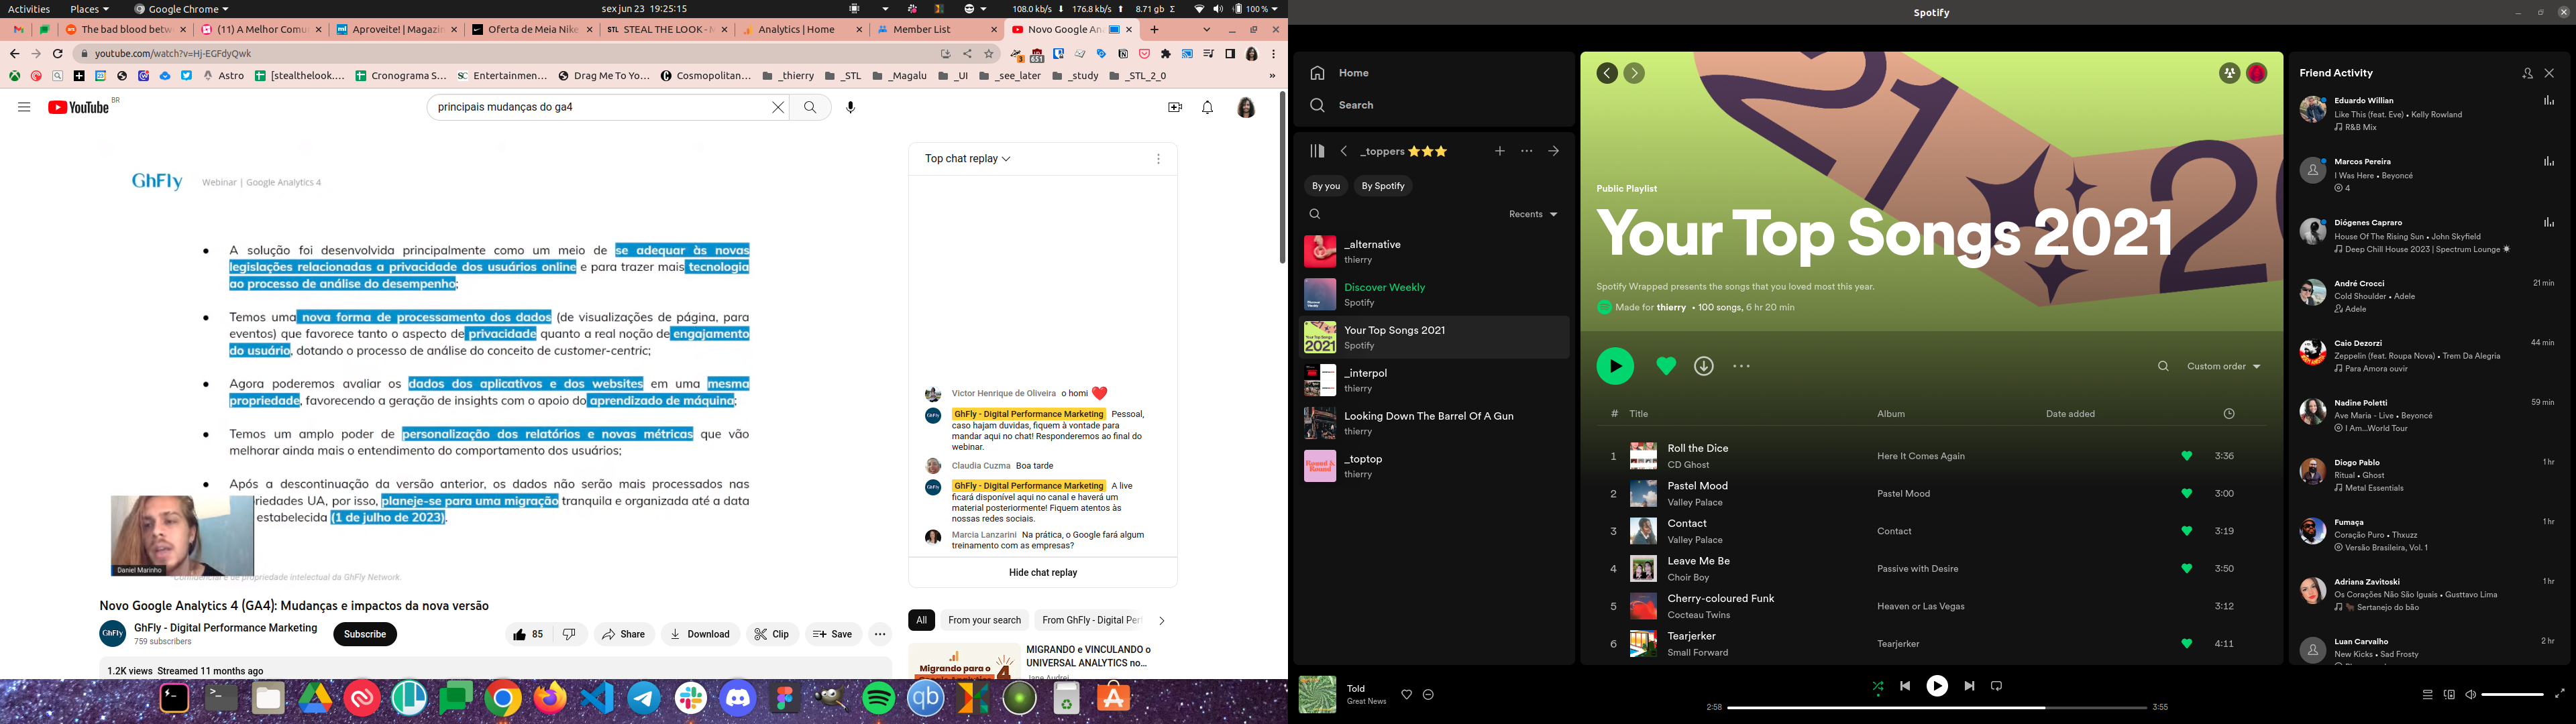 Activities Places Google Chrome sex jun 23 19:25:15 108.0 kb/s 176.8 kb/s 8.71 gb Σ 100 %
The bad blood betw
(11) A Melhor Comu
Aproveite! | Magazin
Oferta de Meia Nike
STL STEAL THE LOOK -
Analytics | Home
Member List
Novo Google An
youtube.com/watch?v=Hj-EGFdyQwk
Astro
[stealthelook....
Cronograma S...
SC Entertainmen...
Drag Me To Yo...
Cosmopolitan...
_thierry
_STL
_Magalu
_UI
_see_later
_study
_STL_2_0
YouTube BR
principais mudanças do ga4
GhFly Webinar | Google Analytics 4
● A solução foi desenvolvida principalmente como um meio de se adequar às novas
legislações relacionadas a privacidade dos usuários online e para trazer mais tecnologia
ao processo de análise do desempenho;
● Temos uma nova forma de processamento dos dados (de visualizações de página, para
eventos) que favorece tanto o aspecto de privacidade quanto a real noção de engajamento
do usuário, dotando o processo de análise do conceito de customer-centric;
● Agora poderemos avaliar os dados dos aplicativos e dos websites em uma mesma
propriedade, favorecendo a geração de insights com o apoio do aprendizado de máquina;
● Temos um amplo poder de personalização dos relatórios e novas métricas que vão
melhorar ainda mais o entendimento do comportamento dos usuários;
● Após a descontinuação da versão anterior, os dados não serão mais processados nas
riedades UA, por isso, planeje-se para uma migração tranquila e organizada até a data
estabelecida (1 de julho de 2023).
Daniel Marinho
Confidencial e de propriedade intelectual da GhFly Network.
Novo Google Analytics 4 (GA4): Mudanças e impactos da nova versão
GhFly
GhFly - Digital Performance Marketing
759 subscribers
Subscribe
85
Share
Download
Clip
Save
1.2K views Streamed 11 months ago
Top chat replay
Victor Henrique de Oliveira o homi ❤️
GhFly - Digital Performance Marketing Pessoal,
caso hajam duvidas, fiquem à vontade para
mandar aqui no chat! Responderemos ao final do
webinar.
Claudia Cuzma Boa tarde
GhFly - Digital Performance Marketing A live
ficará disponível aqui no canal e haverá um
material posteriormente! Fiquem atentos às
nossas redes sociais.
Marcia Lanzarini Na prática, o Google fará algum
treinamento com as empresas?
Hide chat replay
All
From your search
From GhFly - Digital Per
Migrando para o
MIGRANDO e VINCULANDO o
UNIVERSAL ANALYTICS no...
Jane Audrei
Spotify
Home
Search
_toppers ⭐⭐⭐
By you
By Spotify
Recents
_alternative
thierry
Discover Weekly
Spotify
Your Top Songs 2021
Spotify
_interpol
thierry
Looking Down The Barrel Of A Gun
thierry
_toptop
thierry
Public Playlist
Your Top Songs 2021
Spotify Wrapped presents the songs that you loved most this year.
Made for thierry • 100 songs, 6 hr 20 min
Custom order
# Title Album Date added
1 Roll the Dice Here It Comes Again 3:36
CD Ghost
2 Pastel Mood Pastel Mood 3:00
Valley Palace
3 Contact Contact 3:19
Valley Palace
4 Leave Me Be Passive with Desire 3:50
Choir Boy
5 Cherry-coloured Funk Heaven or Las Vegas 3:12
Cocteau Twins
6 Tearjerker Tearjerker 4:11
Small Forward
Friend Activity
Eduardo Willian
Like This (feat. Eve) • Kelly Rowland
R&B Mix
Marcos Pereira
I Was Here • Beyoncé
4
Diógenes Capraro
House Of The Rising Sun • John Skyfield
Deep Chill House 2023 | Spectrum Lounge ☀
André Crocci 21 min
Cold Shoulder • Adele
Adele
Caio Dezorzi 44 min
Zeppelin (feat. Roupa Nova) • Trem Da Alegria
Para Amora ouvir
Nadine Poletti 59 min
Ave Maria - Live • Beyoncé
I Am...World Tour
Diogo Pablo 1 hr
Ritual • Ghost
Metal Essentials
Fumaça 1 hr
Coração Puro • Thxuzz
Versão Brasileira, Vol. 1
Adriana Zavitoski 1 hr
Os Corações Não São Iguais • Gusttavo Lima
Sertanejo do bão
Luan Carvalho 2 hr
New Kicks • Sad Frosty
Told
Great News
2:58
3:55